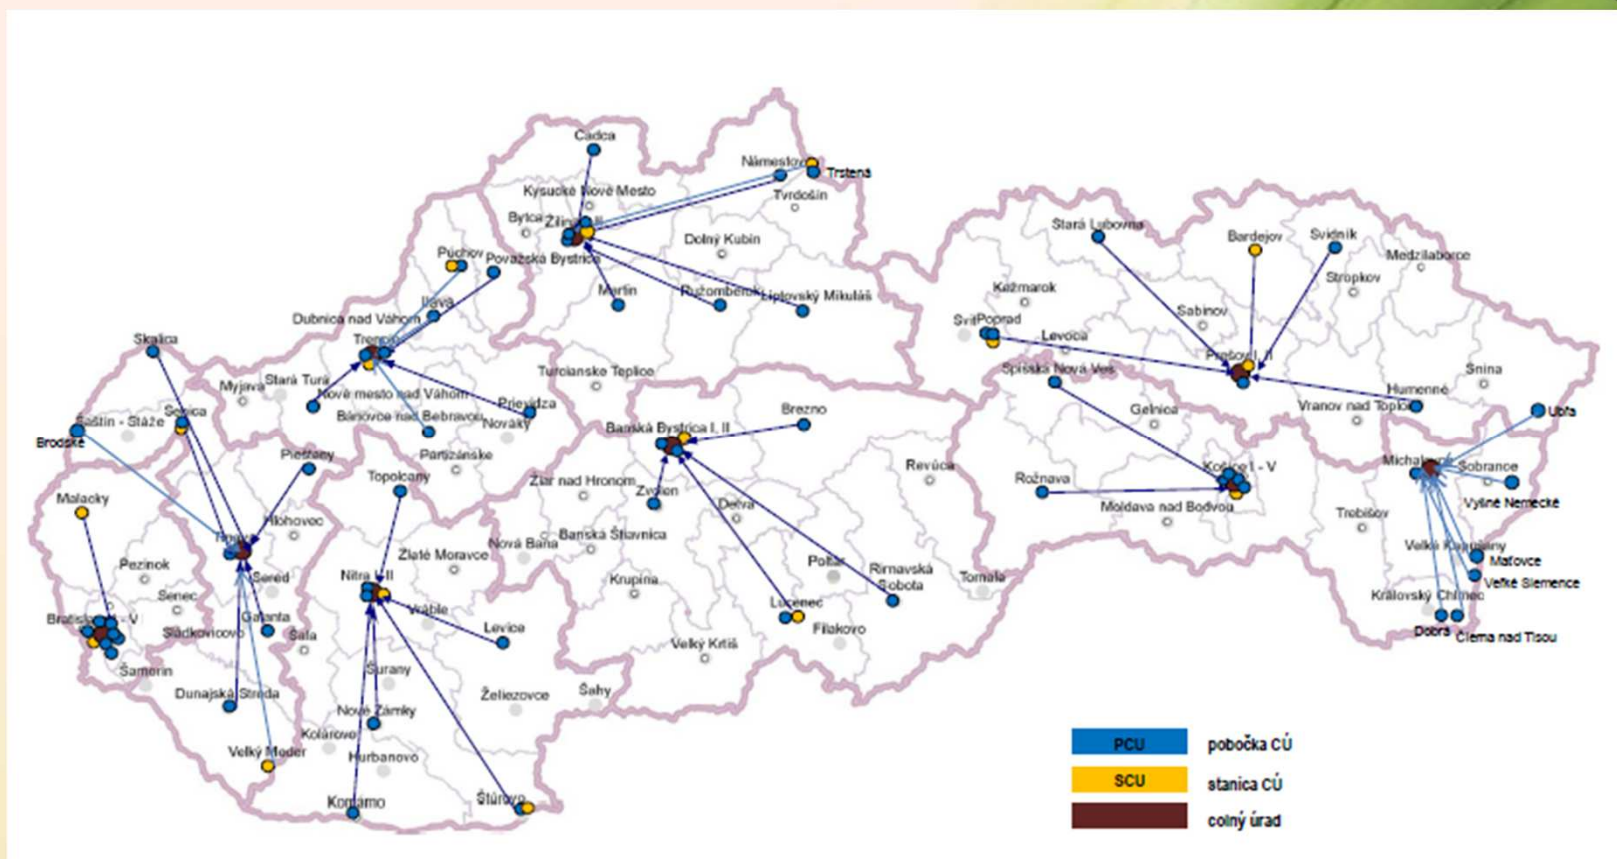 Čadca
Námestovo
Trstená
Kysucké Nové Mesto
Tvrdošín
Bytča
Žilina I, II
Stará Ľubovňa
Bardejov
Svidník
Dolný Kubín
Medzilaborce
Púchov
Považská Bystrica
Stropkov
Kežmarok
Martin
Ružomberok
Liptovský Mikuláš
Ilava
Sabinov
Dubnica nad Váhom
Svit
Poprad
Levoča
Skalica
Trenčín
Prešov I, II
Spišská Nová Ves
Turčianske Teplice
Snina
Myjava
Stará Turá
Nové mesto nad Váhom
Humenné
Vranov nad Topľou
Prievidza
Brezno
Gelnica
Ubľa
Senica
Bánovce nad Bebravou
Nováky
Šaštín - Stáže
Banská Bystrica I, II
Brodské
Piešťany
Partizánske
Revúca
Michalovce
Sobrance
Košice I - V
Topoľčany
Rožnava
Žiar nad Hronom
Malacky
Zvolen
Detva
Moldava nad Bodvou
Vyšné Nemecké
Hlohovec
Trebišov
Banská Štiavnica
Nová Baňa
Zlaté Moravce
Veľké Kapušany
Maťovce
Pezinok
Poltár
Rimavská
Sobota
Tornaľa
Nitra I, II
Sereď
Krupina
Veľké Slemence
Senec
Kráľovský Chlmec
Vráble
Lučenec
Galanta
Bratislava I - V
Sládkovičovo
Šaľa
Fiľakovo
Levice
Dobrá
Čierna nad Tisou
Veľký Krtíš
Šamorín
Šurany
Dunajská Streda
Želiezovce
Šahy
Nové Zámky
Kolárovo
Veľký Meder
Hurbanovo
Komárno
Štúrovo
PCU pobočka CÚ
SCU stanica CÚ
colný úrad